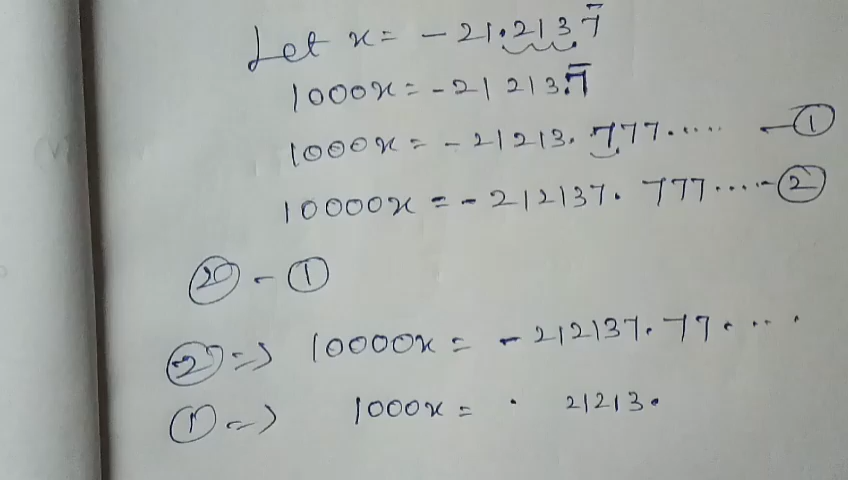 Let x = - 21.2137̄
1000x = - 21213.7̄
1000x = - 21213.777..... - ①
10000x = - 212137.777....- ②
② - ①
② => 10000x = - 212137.77....
① => 1000x = . 21213.